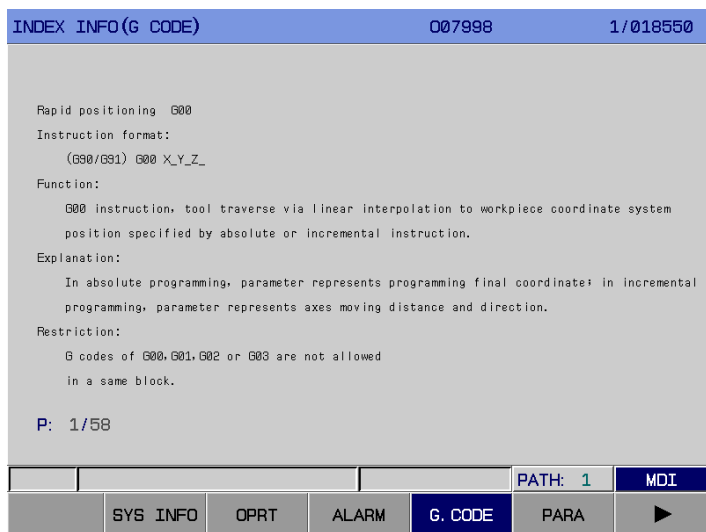 INDEX INFO(G CODE) O07998 1/018550
Rapid positioning G00
Instruction format:
(G90/G91) G00 X_Y_Z_
Function:
G00 instruction, tool traverse via linear interpolation to workpiece coordinate system
position specified by absolute or incremental instruction.
Explanation:
In absolute programming, parameter represents programming final coordinate; in incremental
programming, parameter represents axes moving distance and direction.
Restriction:
G codes of G00,G01,G02 or G03 are not allowed
in a same block.
P: 1/58
PATH: 1 MDI
SYS INFO OPRT ALARM G. CODE PARA